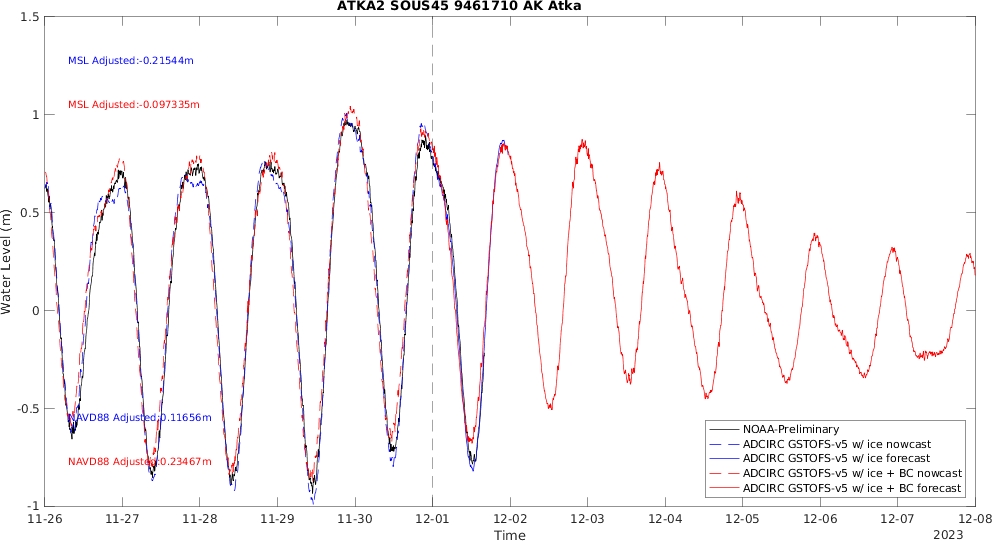 ATKA2 SOUS45 9461710 AK Atka
1.5
1
0.5
0
-0.5
-1
Water Level (m)
MSL Adjusted:-0.21544m
MSL Adjusted:-0.097335m
NAVD88 Adjusted:0.11656m
NAVD88 Adjusted:0.23467m
NOAA-Preliminary
ADCIRC GSTOFS-v5 w/ ice nowcast
ADCIRC GSTOFS-v5 w/ ice forecast
ADCIRC GSTOFS-v5 w/ ice + BC nowcast
ADCIRC GSTOFS-v5 w/ ice + BC forecast
11-26 11-27 11-28 11-29 11-30 12-01 12-02 12-03 12-04 12-05 12-06 12-07 12-08
Time
2023